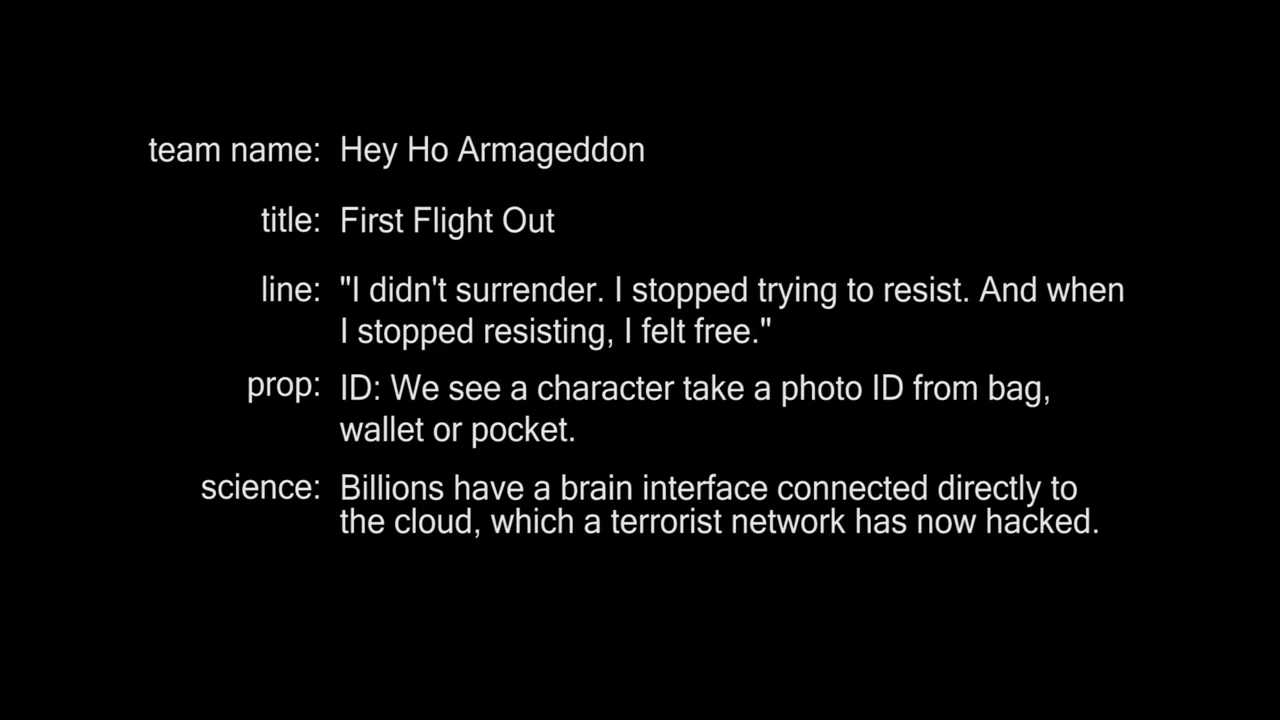 team name: Hey Ho Armageddon
title: First Flight Out
line: "I didn't surrender. I stopped trying to resist. And when
I stopped resisting, I felt free."
prop: ID: We see a character take a photo ID from bag,
wallet or pocket.
science: Billions have a brain interface connected directly to
the cloud, which a terrorist network has now hacked.